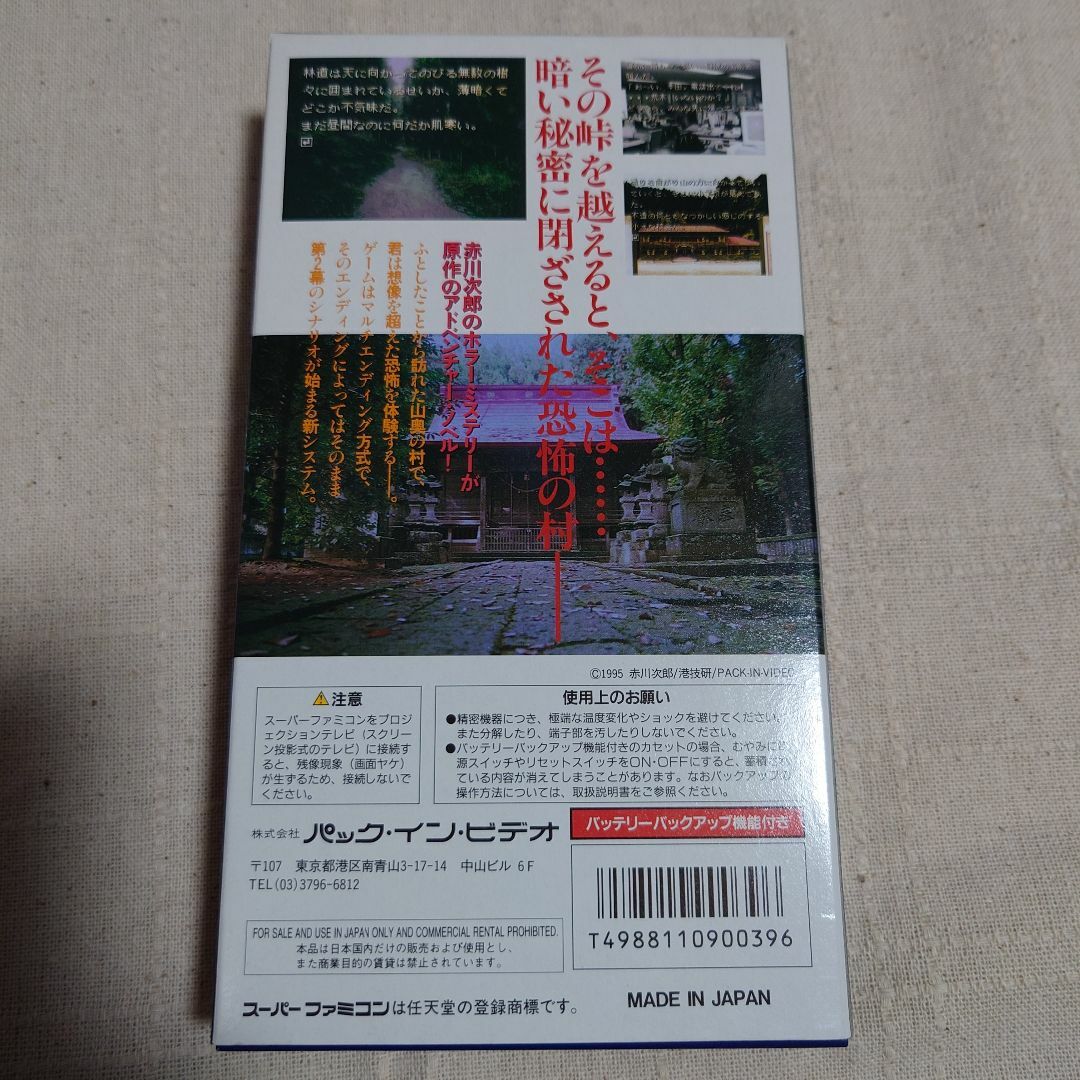 その峠を越えると、そこは……
暗い秘密に閉ざされた恐怖の村――
林道は天に向かってのびる無数の樹
々に囲まれているせいか、薄暗くて
どこか不気味だ。
まだ昼間なのに何だか肌寒い。
赤川次郎のホラーミステリーが
原作のアドベンチャーノベル!
ふとしたことから訪れた山奥の村で、
君は想像を超えた恐怖を体験する――。
ゲームはマルチエンディング方式で、
そのエンディングによってはそのまま
第2幕のシナリオが始まる新システム。
©1995 赤川次郎/港技研/PACK-IN-VIDEO
⚠注意
スーパーファミコンをプロジ
ェクションテレビ(スクリー
ン投影式のテレビ)に接続す
ると、残像現象(画面ヤケ)
が生ずるため、接続しないで
ください。
使用上のお願い
●精密機器につき、極端な温度変化やショックを避けてください。
また分解したり、端子部を汚したりしないでください。
●バッテリーバックアップ機能付きのカセットの場合、むやみに
源スイッチやリセットスイッチをON・OFFにすると、蓄積
ている内容が消えてしまうことがあります。なおバックアップ
操作方法については、取扱説明書をご参照ください。
株式会社 パック・イン・ビデオ
バッテリーバックアップ機能付き
〒107 東京都港区南青山3-17-14 中山ビル 6F
TEL(03)3796-6812
FOR SALE AND USE IN JAPAN ONLY AND COMMERCIAL RENTAL PROHIBITED.
本品は日本国内だけの販売および使用とし、
また商業目的の賃貸は禁止されています。
T4988110900396
スーパーファミコンは任天堂の登録商標です。
MADE IN JAPAN